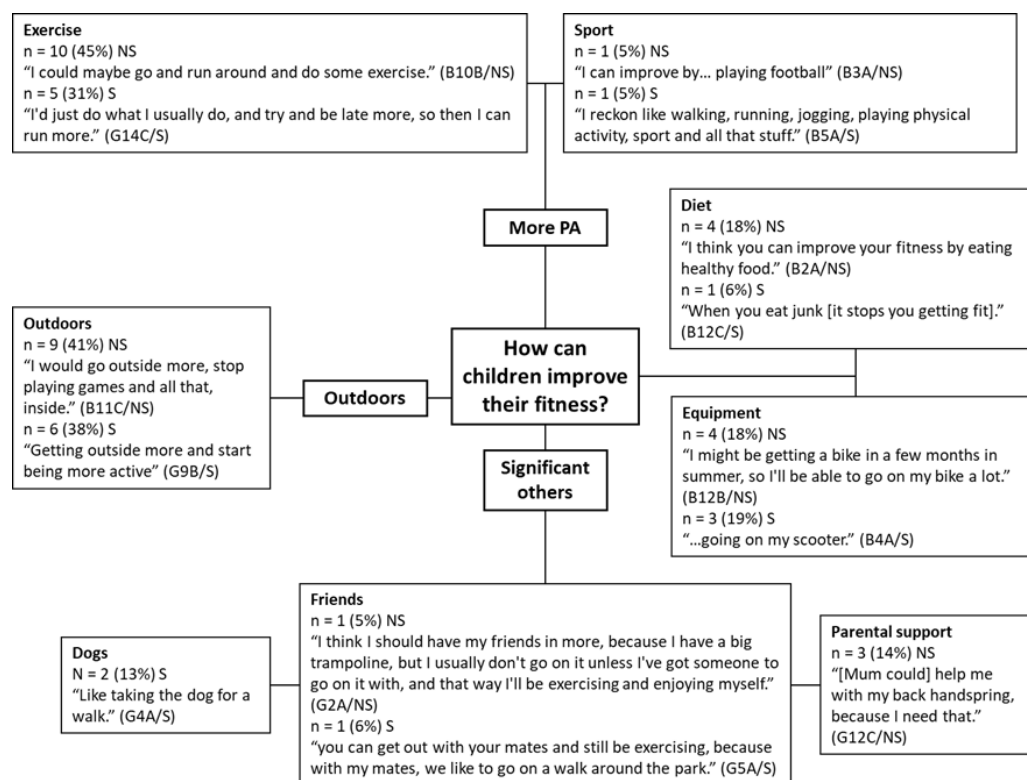 Exercise
n = 10 (45%) NS
“I could maybe go and run around and do some exercise.” (B10B/NS)
n = 5 (31%) S
“I'd just do what I usually do, and try and be late more, so then I can
run more.” (G14C/S)
Sport
n = 1 (5%) NS
“I can improve by... playing football” (B3A/NS)
n = 1 (5%) S
“I reckon like walking, running, jogging, playing physical
activity, sport and all that stuff.” (B5A/S)
More PA
Diet
n = 4 (18%) NS
“I think you can improve your fitness by eating
healthy food.” (B2A/NS)
n = 1 (6%) S
“When you eat junk [it stops you getting fit].”
(B12C/S)
Outdoors
n = 9 (41%) NS
“I would go outside more, stop
playing games and all that,
inside.” (B11C/NS)
n = 6 (38%) S
“Getting outside more and start
being more active” (G9B/S)
Outdoors
How can
children improve
their fitness?
Equipment
n = 4 (18%) NS
“I might be getting a bike in a few months in
summer, so I'll be able to go on my bike a lot.”
(B12B/NS)
n = 3 (19%) S
“...going on my scooter.” (B4A/S)
Significant
others
Dogs
N = 2 (13%) S
“Like taking the dog for a
walk.” (G4A/S)
Friends
n = 1 (5%) NS
“I think I should have my friends in more, because I have a big
trampoline, but I usually don't go on it unless I've got someone to
go on it with, and that way I'll be exercising and enjoying myself.”
(G2A/NS)
n = 1 (6%) S
“you can get out with your mates and still be exercising, because
with my mates, we like to go on a walk around the park.” (G5A/S)
Parental support
n = 3 (14%) NS
“[Mum could] help me
with my back handspring,
because I need that.”
(G12C/NS)